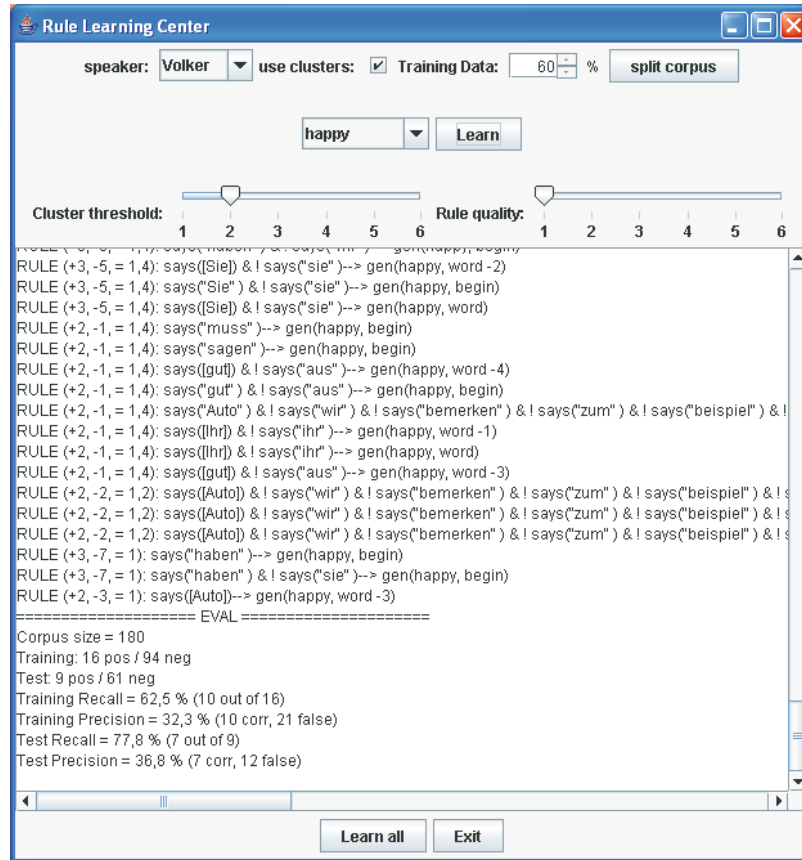 Rule Learning Center
speaker: Volker use clusters: Training Data: 60 % split corpus
happy Learn
Cluster threshold: 1 2 3 4 5 6 Rule quality: 1 2 3 4 5 6
RULE (+3, -5, = 1,4): says([Sie]) & ! says("sie" )--> gen(happy, word -2)
RULE (+3, -5, = 1,4): says("Sie" ) & ! says("sie" )--> gen(happy, begin)
RULE (+3, -5, = 1,4): says([Sie]) & ! says("sie" )--> gen(happy, word)
RULE (+2, -1, = 1,4): says("muss" )--> gen(happy, begin)
RULE (+2, -1, = 1,4): says("sagen" )--> gen(happy, begin)
RULE (+2, -1, = 1,4): says([gut]) & ! says("aus" )--> gen(happy, word -4)
RULE (+2, -1, = 1,4): says("gut" ) & ! says("aus" )--> gen(happy, begin)
RULE (+2, -1, = 1,4): says("Auto" ) & ! says("wir" ) & ! says("bemerken" ) & ! says("zum" ) & ! says("beispiel" ) & !
RULE (+2, -1, = 1,4): says([Ihr]) & ! says("ihr" )--> gen(happy, word -1)
RULE (+2, -1, = 1,4): says([Ihr]) & ! says("ihr" )--> gen(happy, word)
RULE (+2, -1, = 1,4): says([gut]) & ! says("aus" )--> gen(happy, word -3)
RULE (+2, -2, = 1,2): says([Auto]) & ! says("wir" ) & ! says("bemerken" ) & ! says("zum" ) & ! says("beispiel" ) & ! s
RULE (+2, -2, = 1,2): says([Auto]) & ! says("wir" ) & ! says("bemerken" ) & ! says("zum" ) & ! says("beispiel" ) & ! s
RULE (+2, -2, = 1,2): says([Auto]) & ! says("wir" ) & ! says("bemerken" ) & ! says("zum" ) & ! says("beispiel" ) & ! s
RULE (+3, -7, = 1): says("haben" )--> gen(happy, begin)
RULE (+3, -7, = 1): says("haben" ) & ! says("sie" )--> gen(happy, begin)
RULE (+2, -3, = 1): says([Auto])--> gen(happy, word -3)
==================== EVAL =====================
Corpus size = 180
Training: 16 pos / 94 neg
Test: 9 pos / 61 neg
Training Recall = 62,5 % (10 out of 16)
Training Precision = 32,3 % (10 corr, 21 false)
Test Recall = 77,8 % (7 out of 9)
Test Precision = 36,8 % (7 corr, 12 false)
Learn all Exit